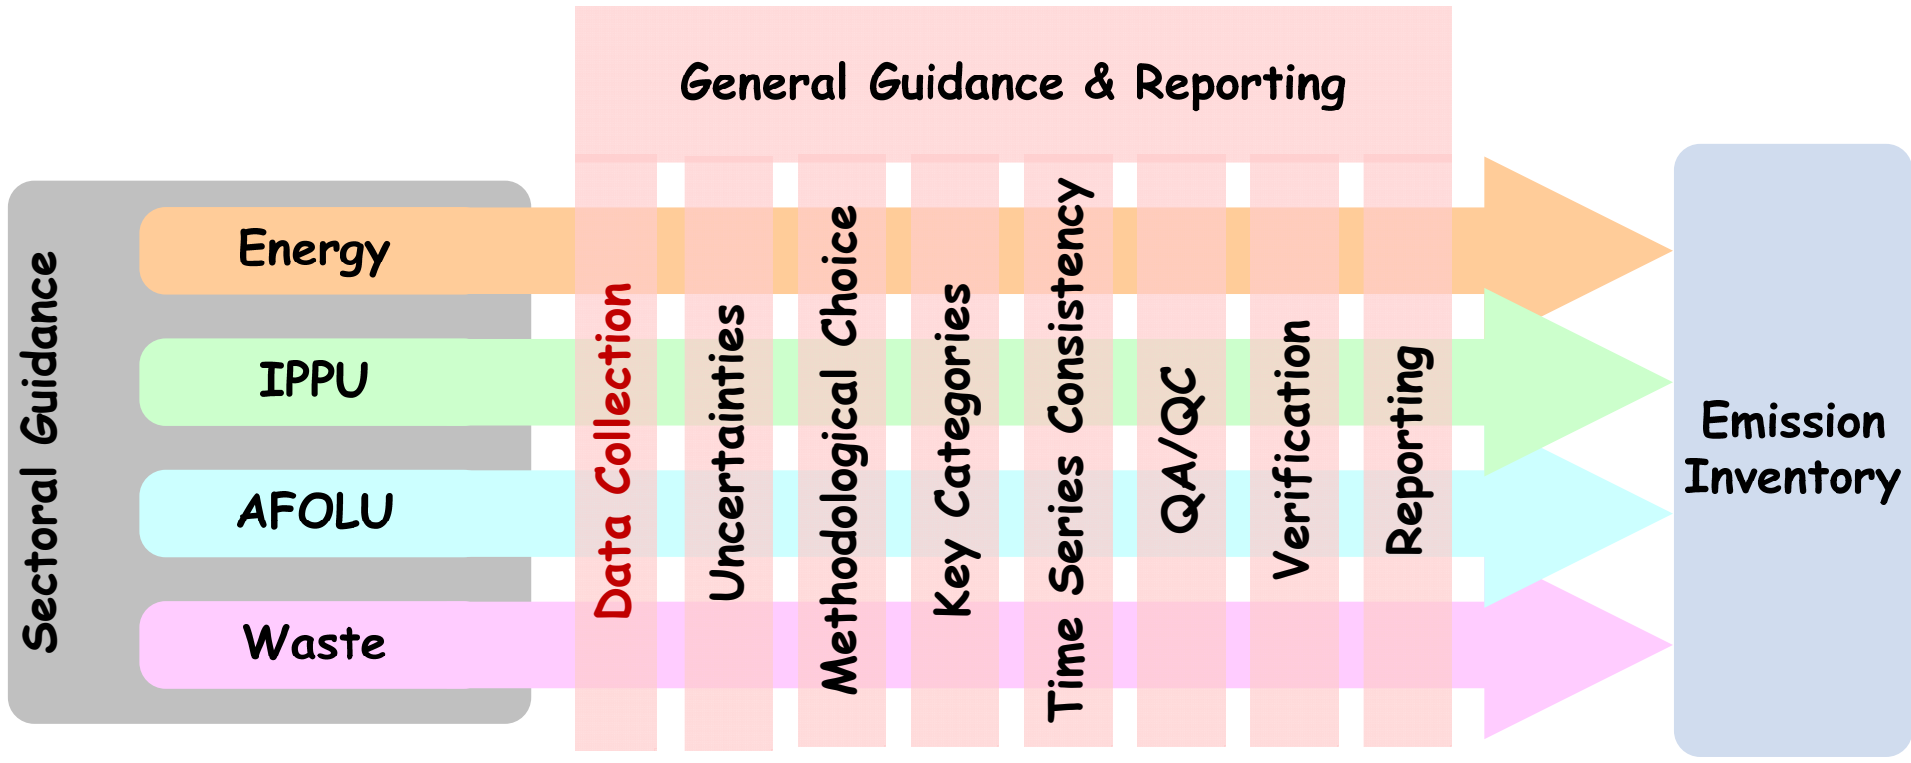 General Guidance & Reporting
Sectoral Guidance
Energy
IPPU
AFOLU
Waste
Data Collection
Uncertainties
Methodological Choice
Key Categories
Time Series Consistency
QA/QC
Verification
Reporting
Emission
Inventory